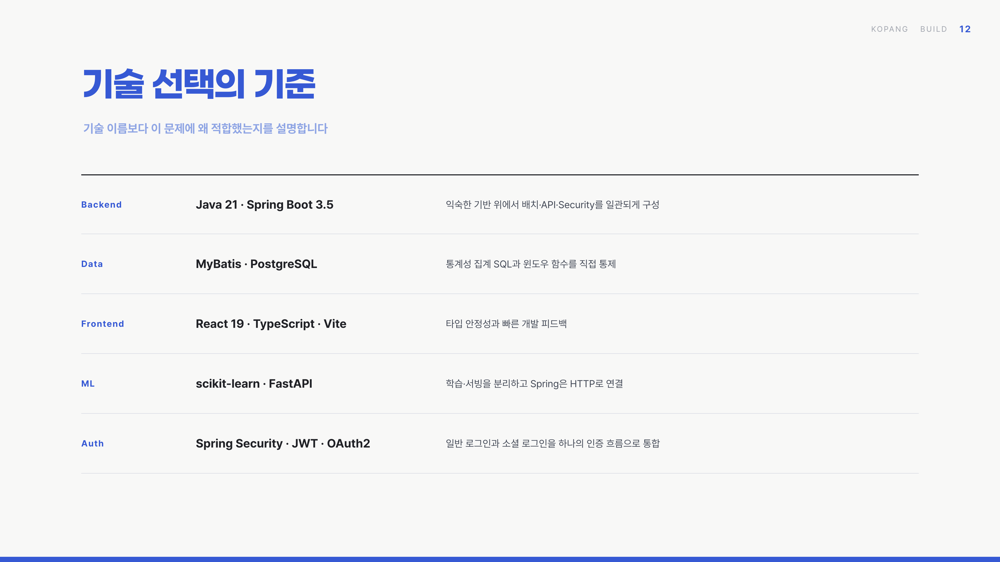 KOPANG BUILD 12
기술 선택의 기준
기술 이름보다 이 문제에 왜 적합했는지를 설명합니다
Backend Java 21 · Spring Boot 3.5 익숙한 기반 위에서 배치·API·Security를 일관되게 구성
Data MyBatis · PostgreSQL 통계성 집계 SQL과 윈도우 함수를 직접 통제
Frontend React 19 · TypeScript · Vite 타입 안정성과 빠른 개발 피드백
ML scikit-learn · FastAPI 학습·서빙을 분리하고 Spring은 HTTP로 연결
Auth Spring Security · JWT · OAuth2 일반 로그인과 소셜 로그인을 하나의 인증 흐름으로 통합